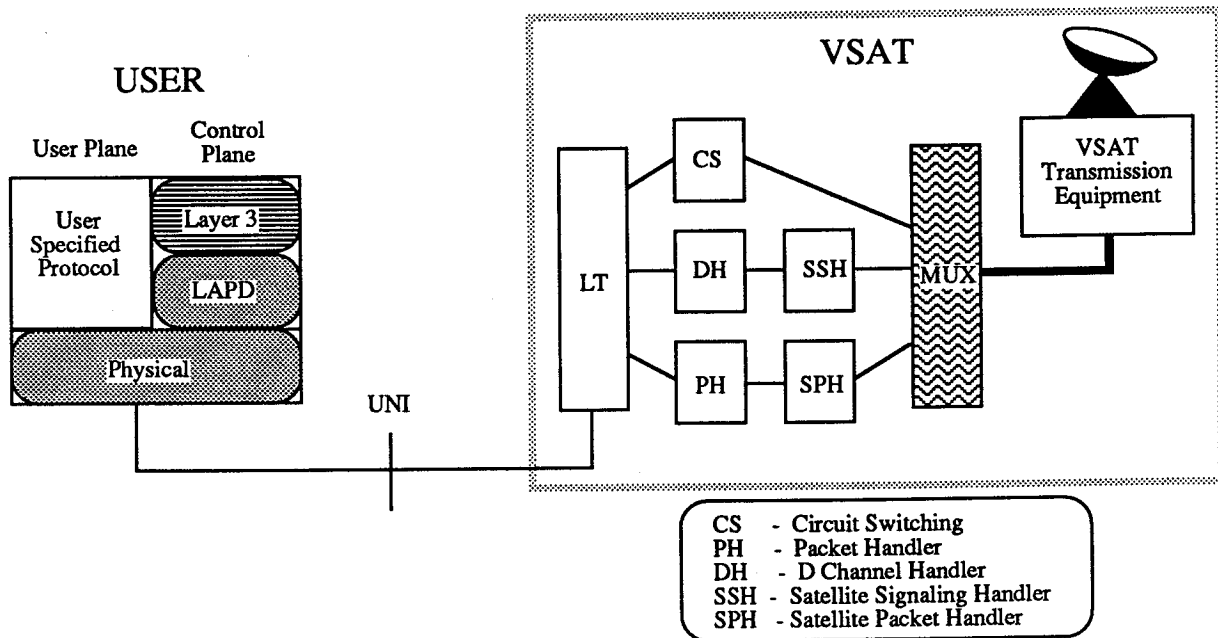 USER
User Plane
Control
Plane
User
Specified
Protocol
Layer 3
LAPD
Physical
UNI
VSAT
LT
CS
DH
SSH
PH
SPH
MUX
VSAT
Transmission
Equipment
CS - Circuit Switching
PH - Packet Handler
DH - D Channel Handler
SSH - Satellite Signaling Handler
SPH - Satellite Packet Handler